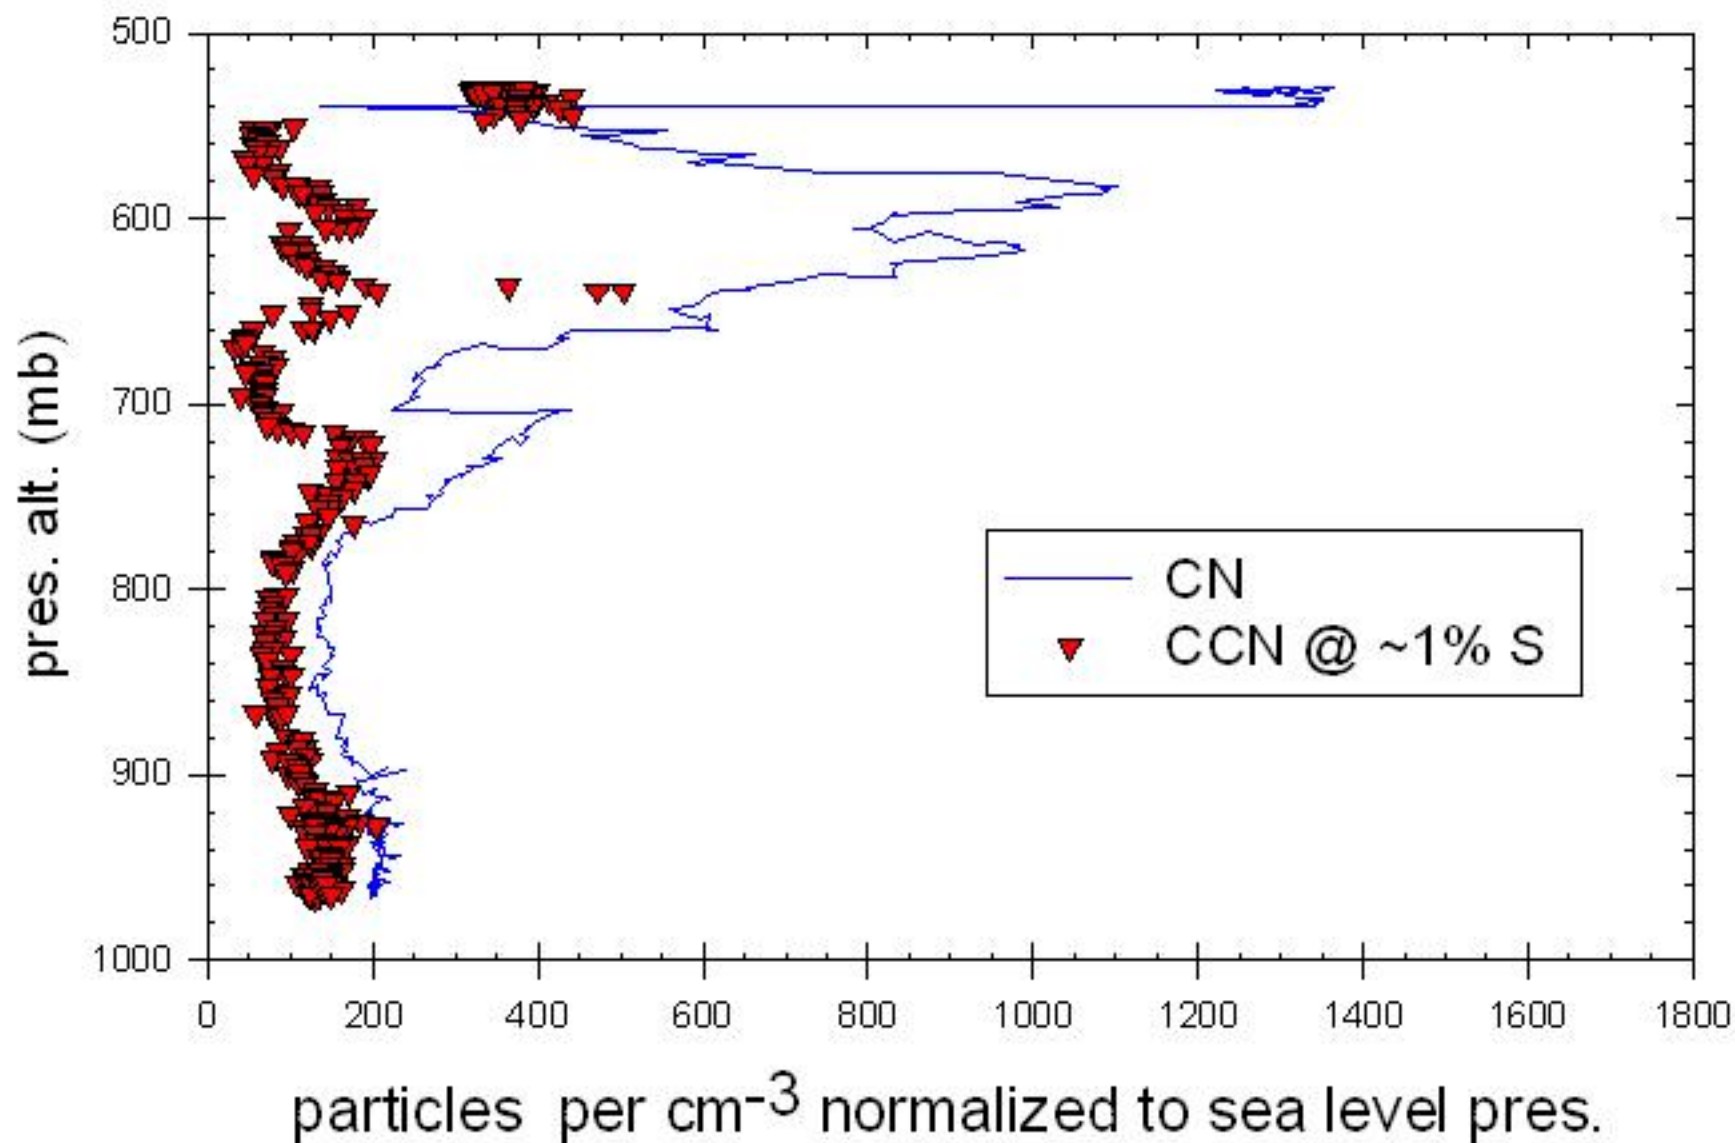 500
600
700
800
900
1000
pres. alt. (mb)
CN
CCN @ ~1% S
0 200 400 600 800 1000 1200 1400 1600 1800
particles per cm-3 normalized to sea level pres.